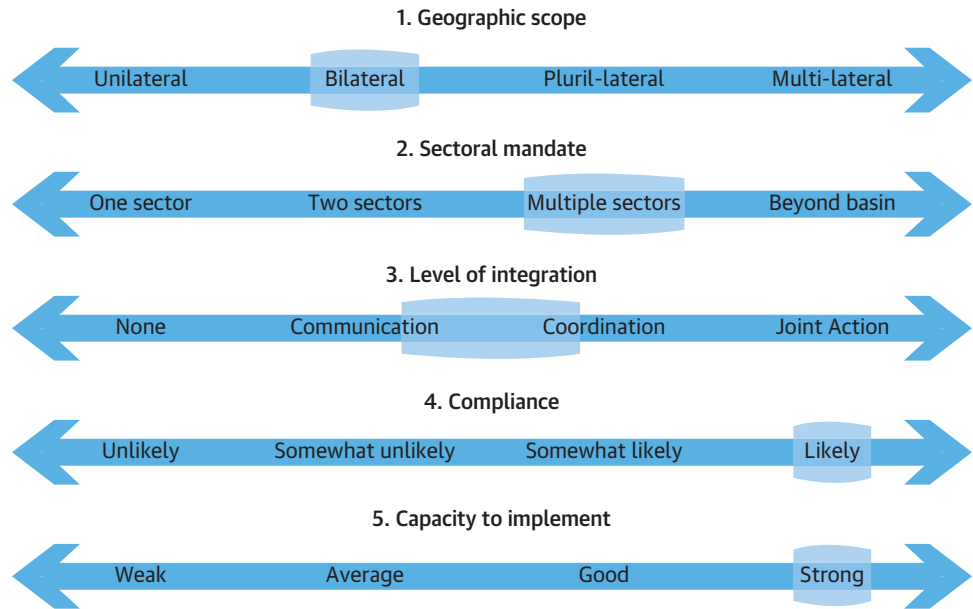 1. Geographic scope
Unilateral Bilateral Pluril-lateral Multi-lateral
2. Sectoral mandate
One sector Two sectors Multiple sectors Beyond basin
3. Level of integration
None Communication Coordination Joint Action
4. Compliance
Unlikely Somewhat unlikely Somewhat likely Likely
5. Capacity to implement
Weak Average Good Strong